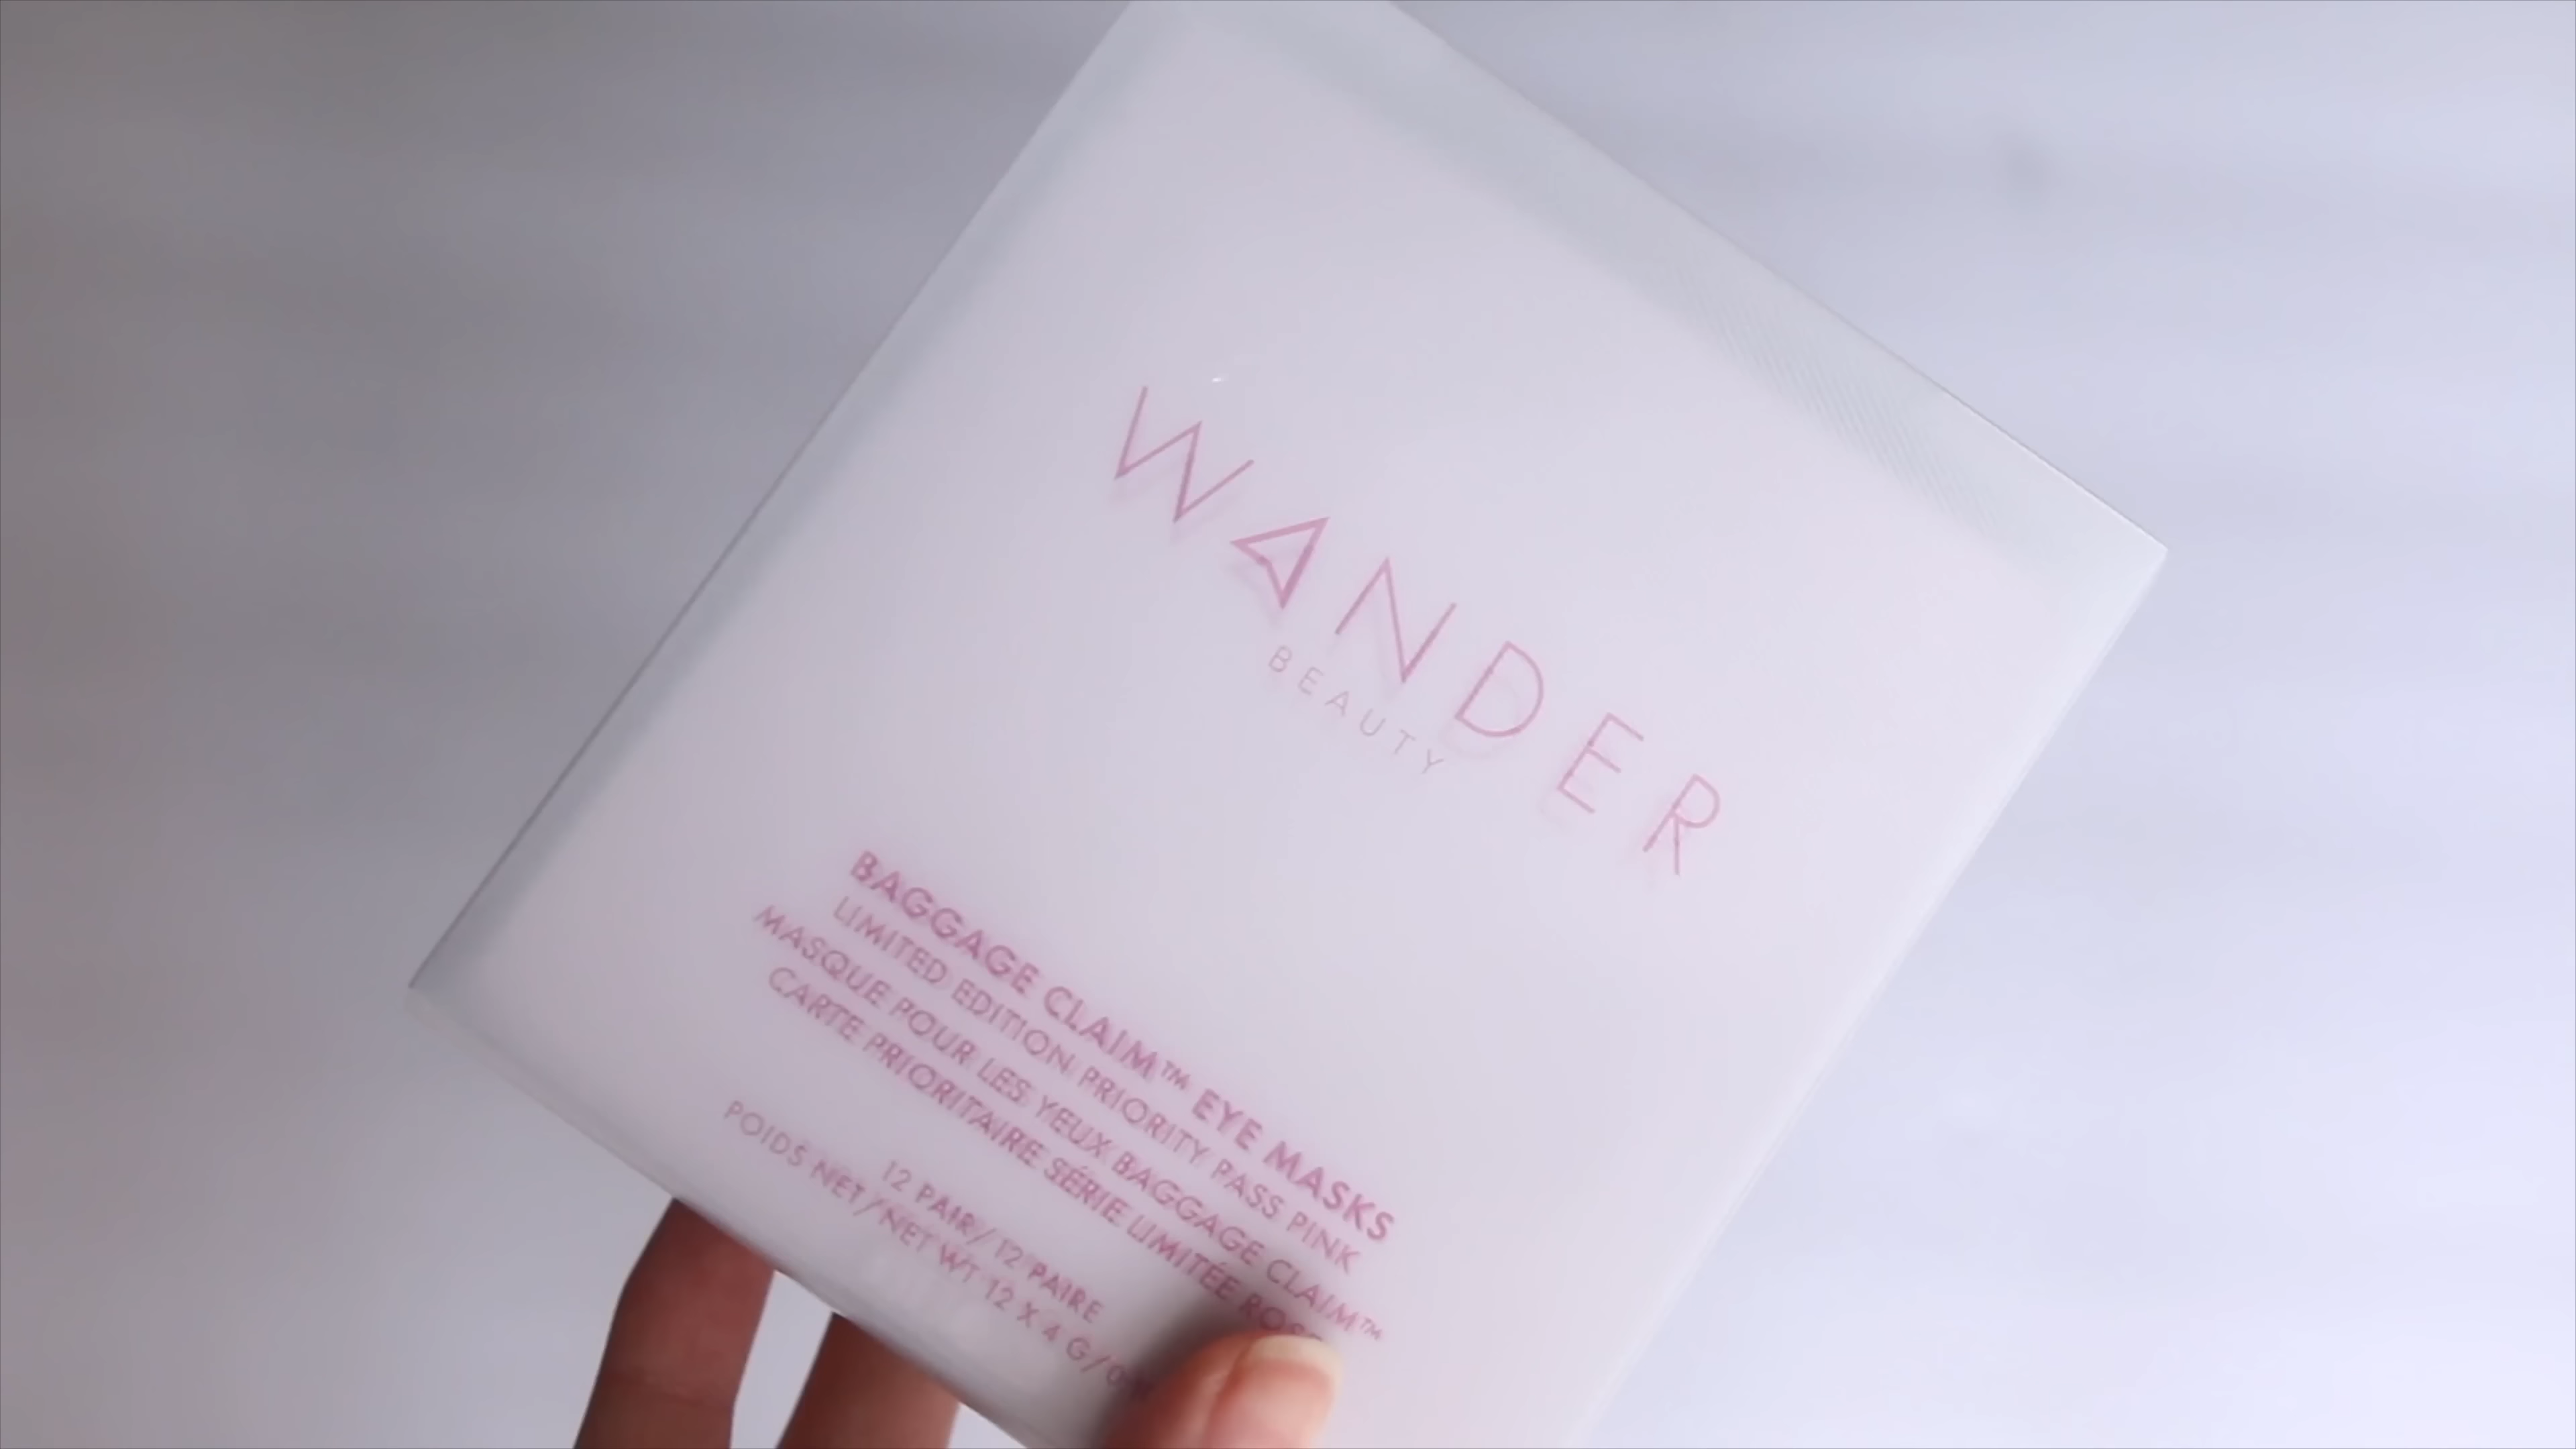 WANDER
BEAUTY
BAGGAGE CLAIM™ EYE MASKS
LIMITED EDITION PRIORITY PASS PINK
MASQUE POUR LES YEUX BAGGAGE CLAIM™
CARTE PRIORITAIRE SÉRIE LIMITÉE
12 PAIR/12 PAIRE
POIDS NET/NET WT 12 X 4 G/